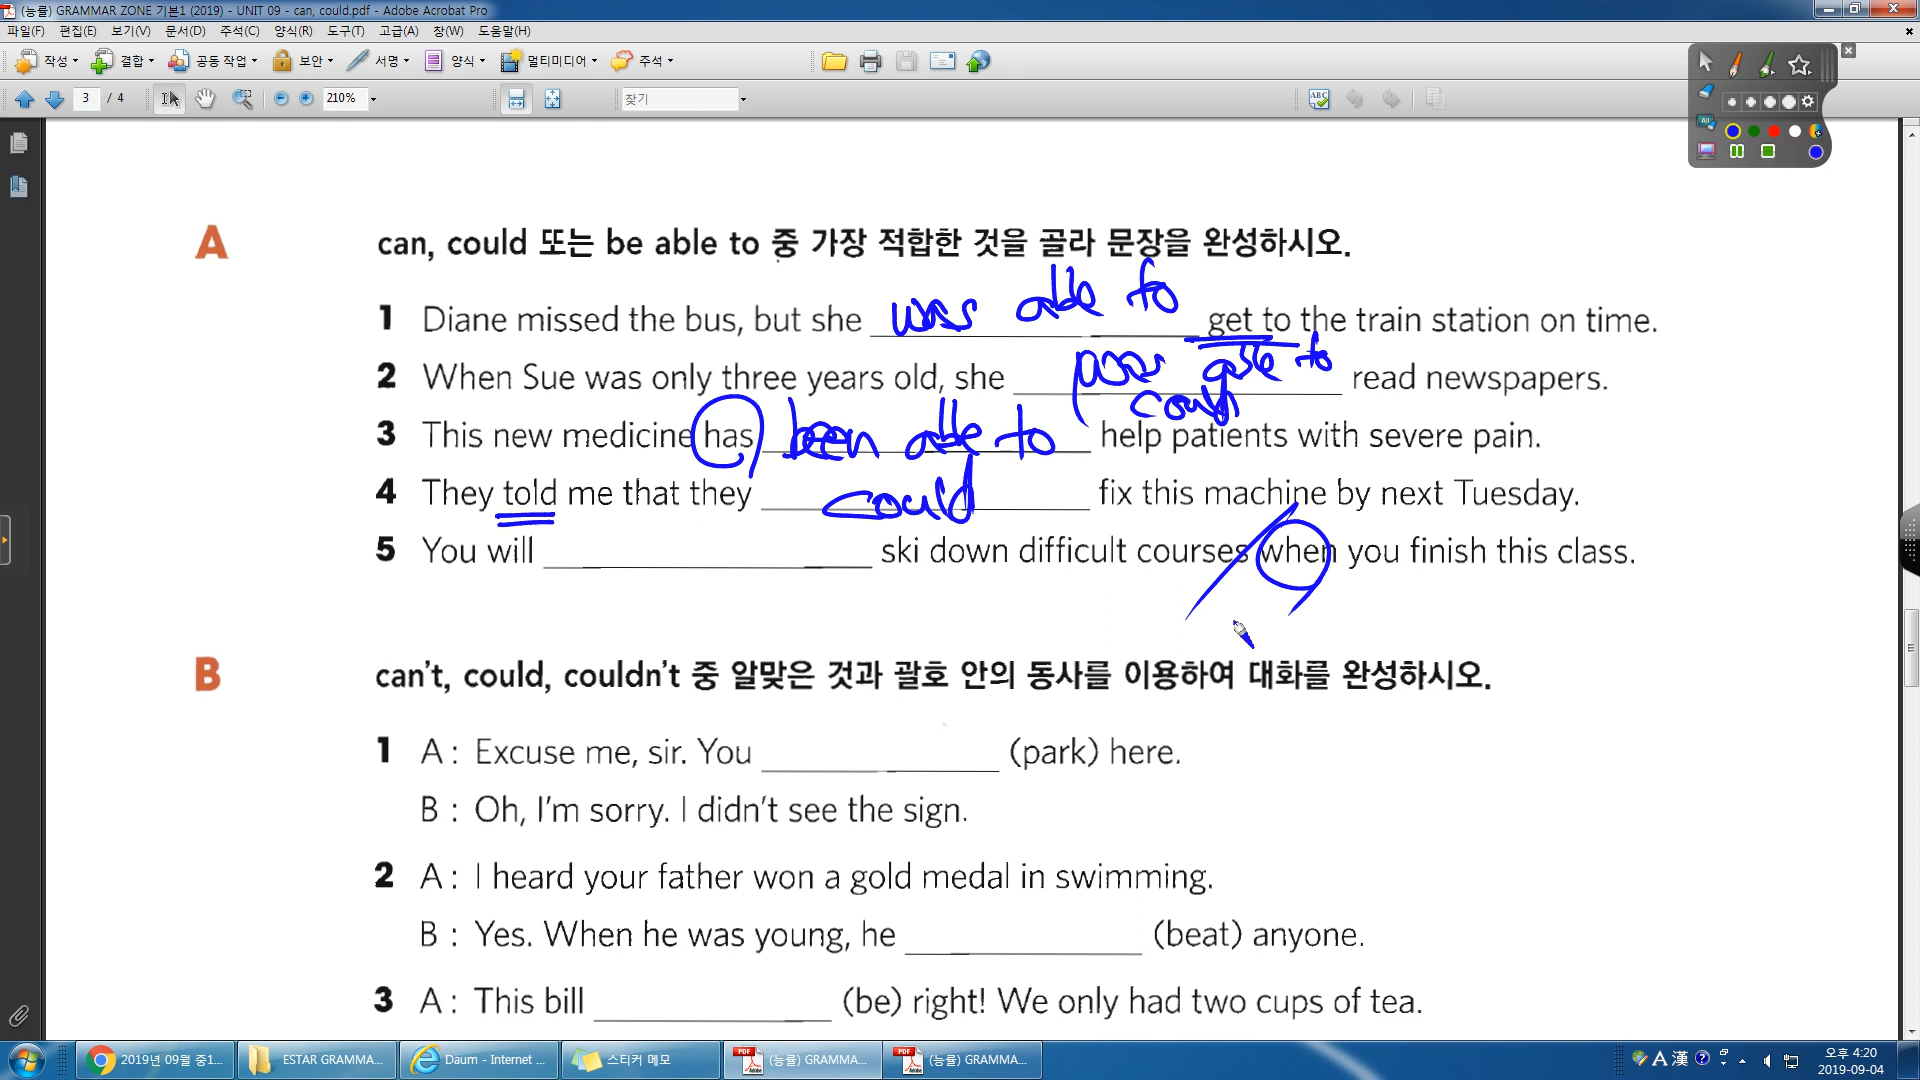 (능률) GRAMMAR ZONE 기본1 (2019) - UNIT 09 - can, could.pdf - Adobe Acrobat Pro
파일(F) 편집(E) 보기(V) 문서(D) 주석(C) 양식(R) 도구(T) 고급(A) 창(W) 도움말(H)
작성 결합 공동 작업 보안 서명 양식 멀티미디어 주석
3 / 4 210% 찾기
A can, could 또는 be able to 중 가장 적합한 것을 골라 문장을 완성하시오.
1 Diane missed the bus, but she was able to get to the train station on time.
2 When Sue was only three years old, she was able to read newspapers.
could
3 This new medicine has been able to help patients with severe pain.
4 They told me that they could fix this machine by next Tuesday.
5 You will ski down difficult courses when you finish this class.
B can't, could, couldn't 중 알맞은 것과 괄호 안의 동사를 이용하여 대화를 완성하시오.
1 A : Excuse me, sir. You (park) here.
B : Oh, I'm sorry. I didn't see the sign.
2 A : I heard your father won a gold medal in swimming.
B : Yes. When he was young, he (beat) anyone.
3 A : This bill (be) right! We only had two cups of tea.
2019년 09월 중1... ESTAR GRAMMA... Daum - Internet ... 스티커 메모 (능률) GRAMMA... (능률) GRAMMA... A 漢 오후 4:20
2019-09-04